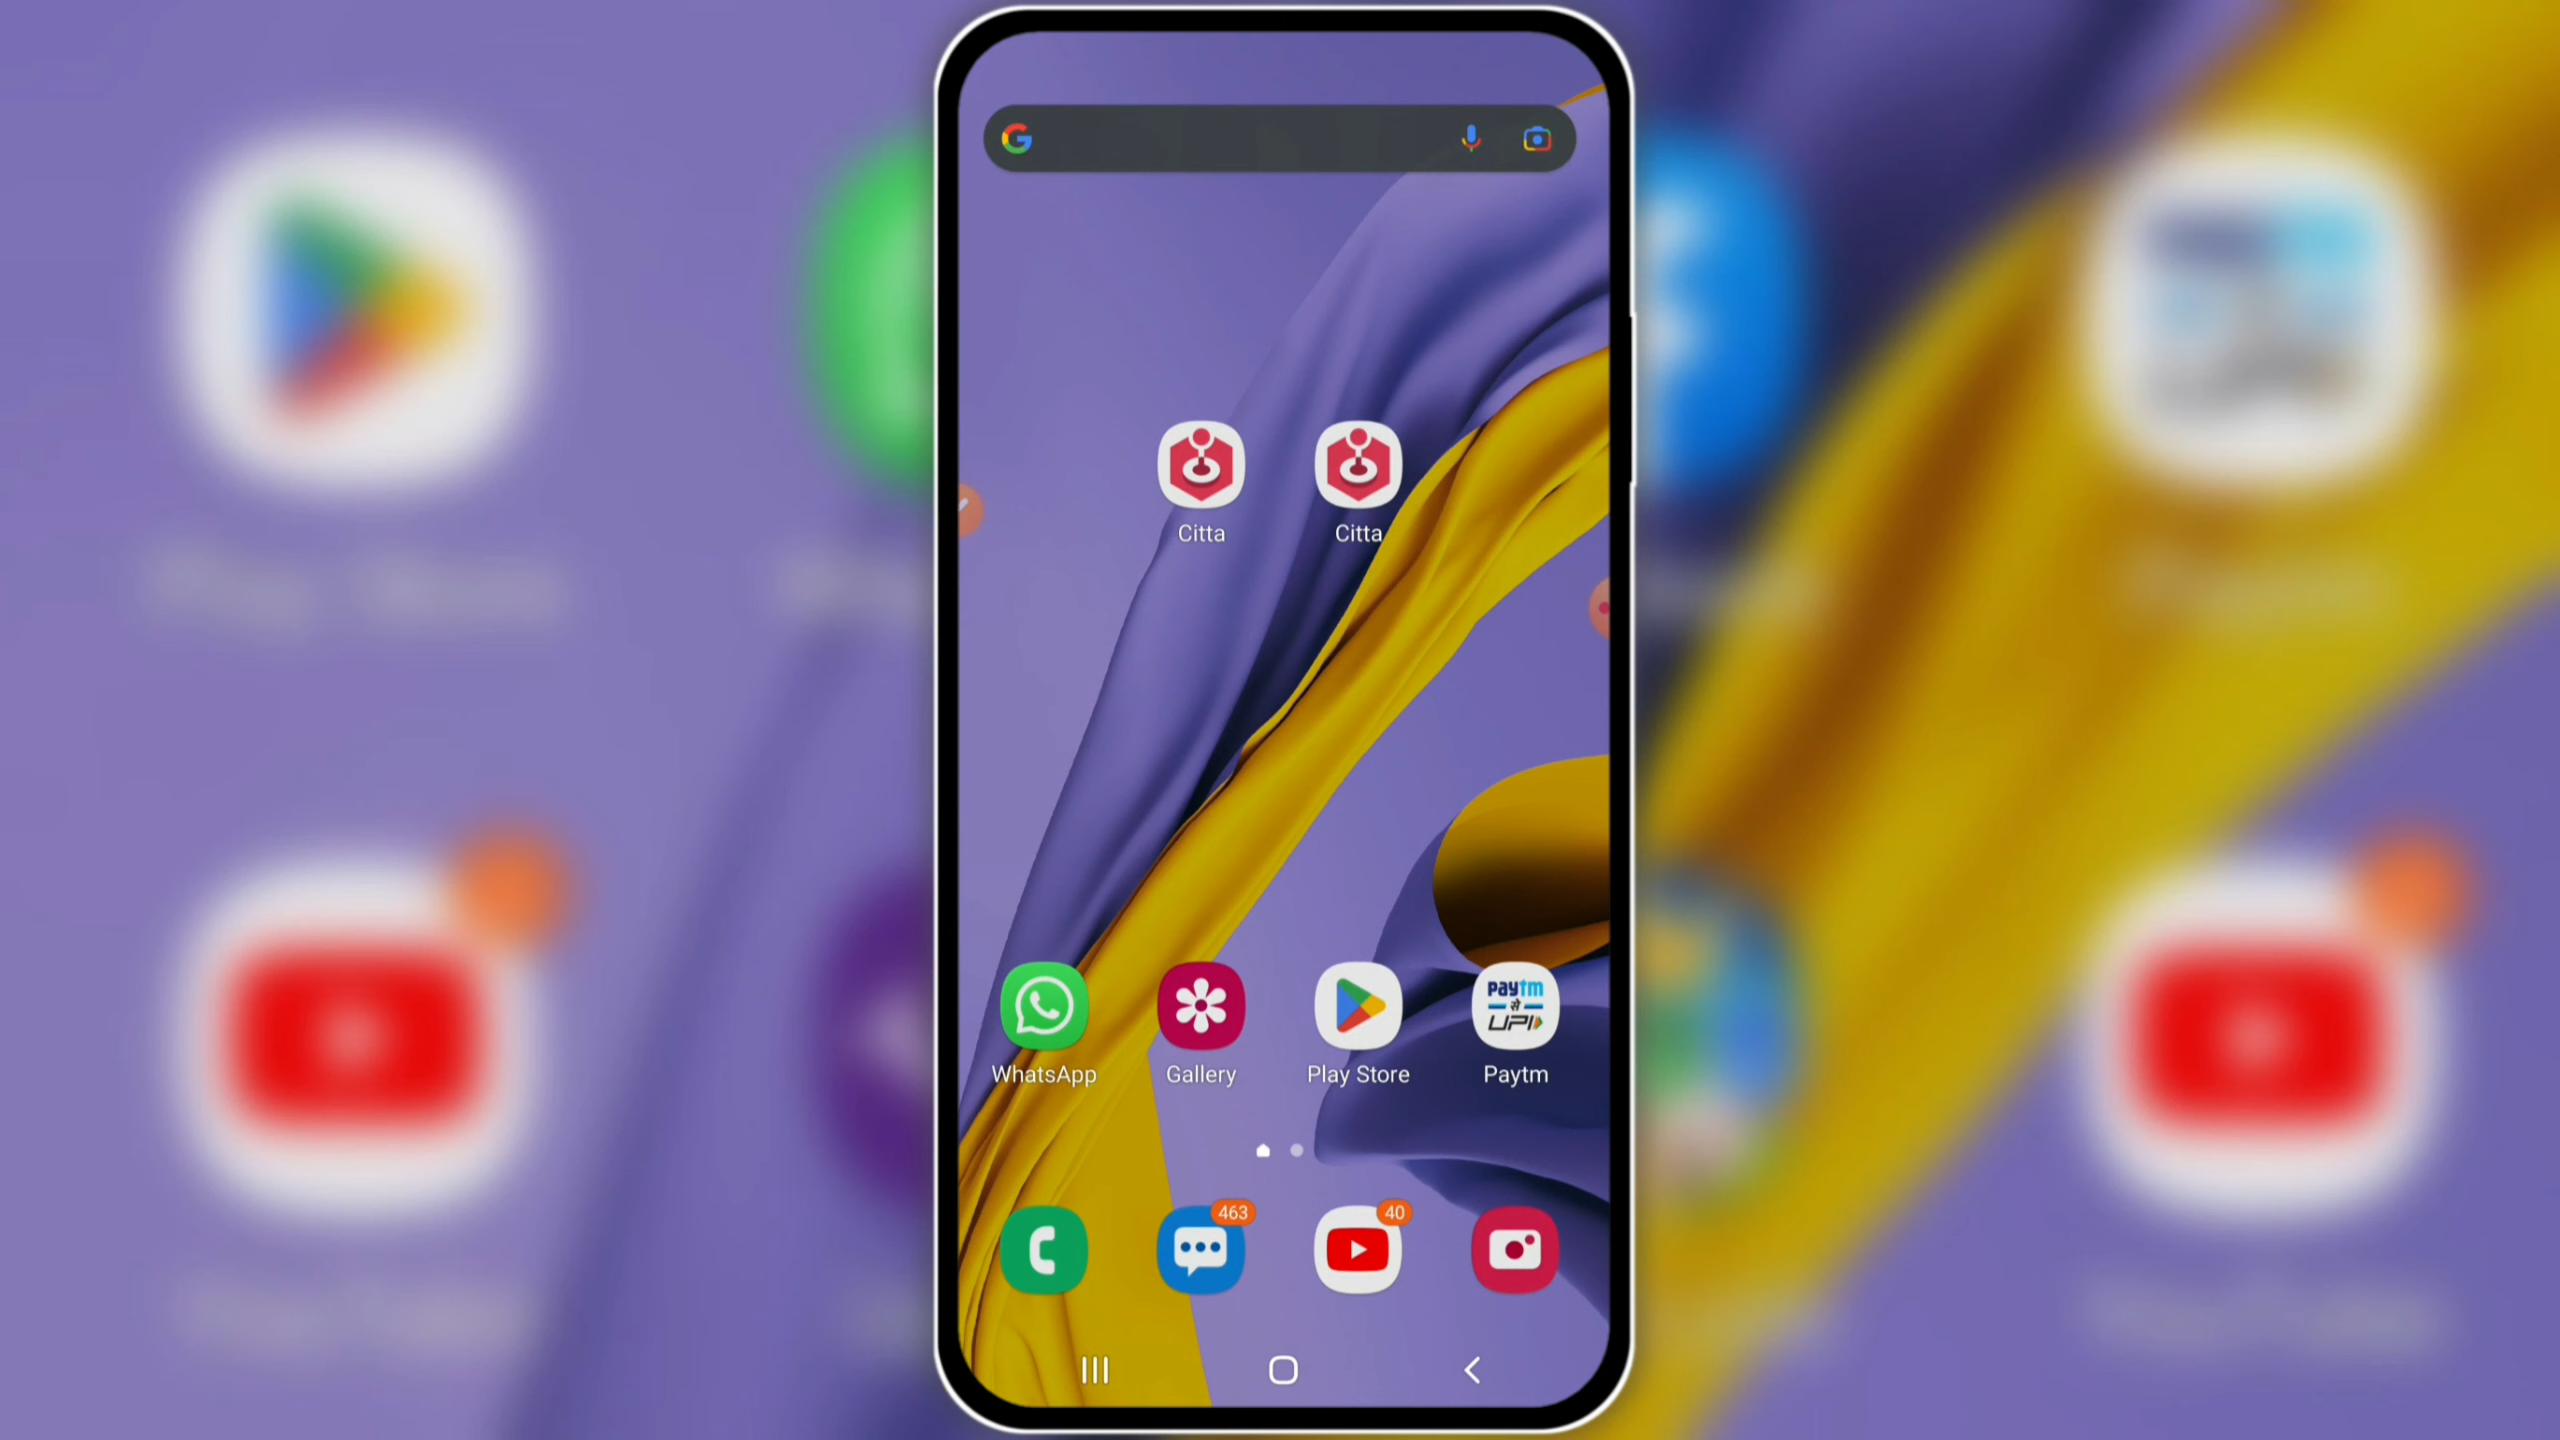 Citta
Citta
paytm
से
UPI
WhatsApp
Gallery
Play Store
Paytm
463
40